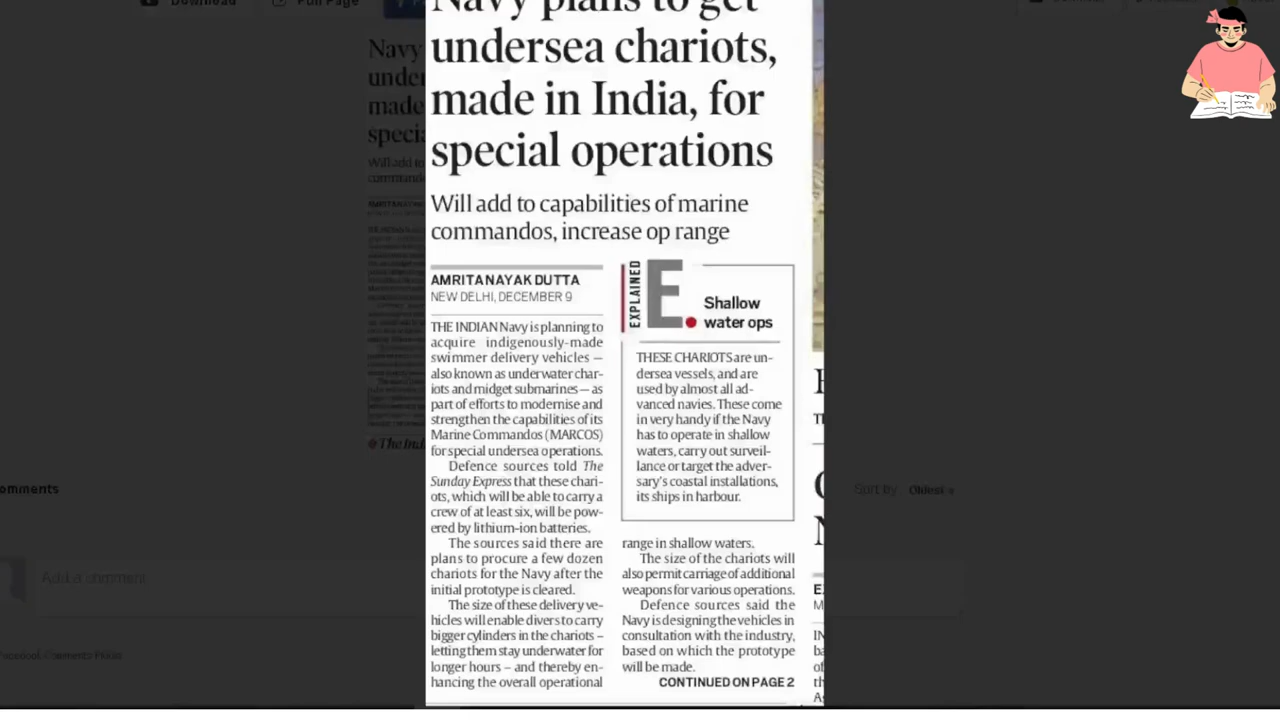 Download
Full Page
Navy plans to get
undersea chariots,
made in India, for
special operations
Will add to capabilities of marine
commandos, increase op range
AMRITA NAYAK DUTTA
NEW DELHI, DECEMBER 9
THE INDIAN Navy is planning to
acquire indigenously-made
swimmer delivery vehicles —
also known as underwater char-
iots and midget submarines — as
part of efforts to modernise and
strengthen the capabilities of its
Marine Commandos (MARCOS)
for special undersea operations.
Defence sources told The
Sunday Express that these chari-
ots, which will be able to carry a
crew of at least six, will be pow-
ered by lithium-ion batteries.
The sources said there are
plans to procure a few dozen
chariots for the Navy after the
initial prototype is cleared.
The size of these delivery ve-
hicles will enable divers to carry
bigger cylinders in the chariots –
letting them stay underwater for
longer hours – and thereby en-
hancing the overall operational
EXPLAINED
E.
Shallow
water ops
THESE CHARIOTS are un-
dersea vessels, and are
used by almost all ad-
vanced navies. These come
in very handy if the Navy
has to operate in shallow
waters, carry out surveil-
lance or target the adver-
sary's coastal installations,
its ships in harbour.
range in shallow waters.
The size of the chariots will
also permit carriage of additional
weapons for various operations.
Defence sources said the
Navy is designing the vehicles in
consultation with the industry,
based on which the prototype
will be made.
CONTINUED ON PAGE 2
Navy
under
made
speci
Will add to
comman
omments
Sort by Oldest
Add a comment
Facebook Comments Plugin